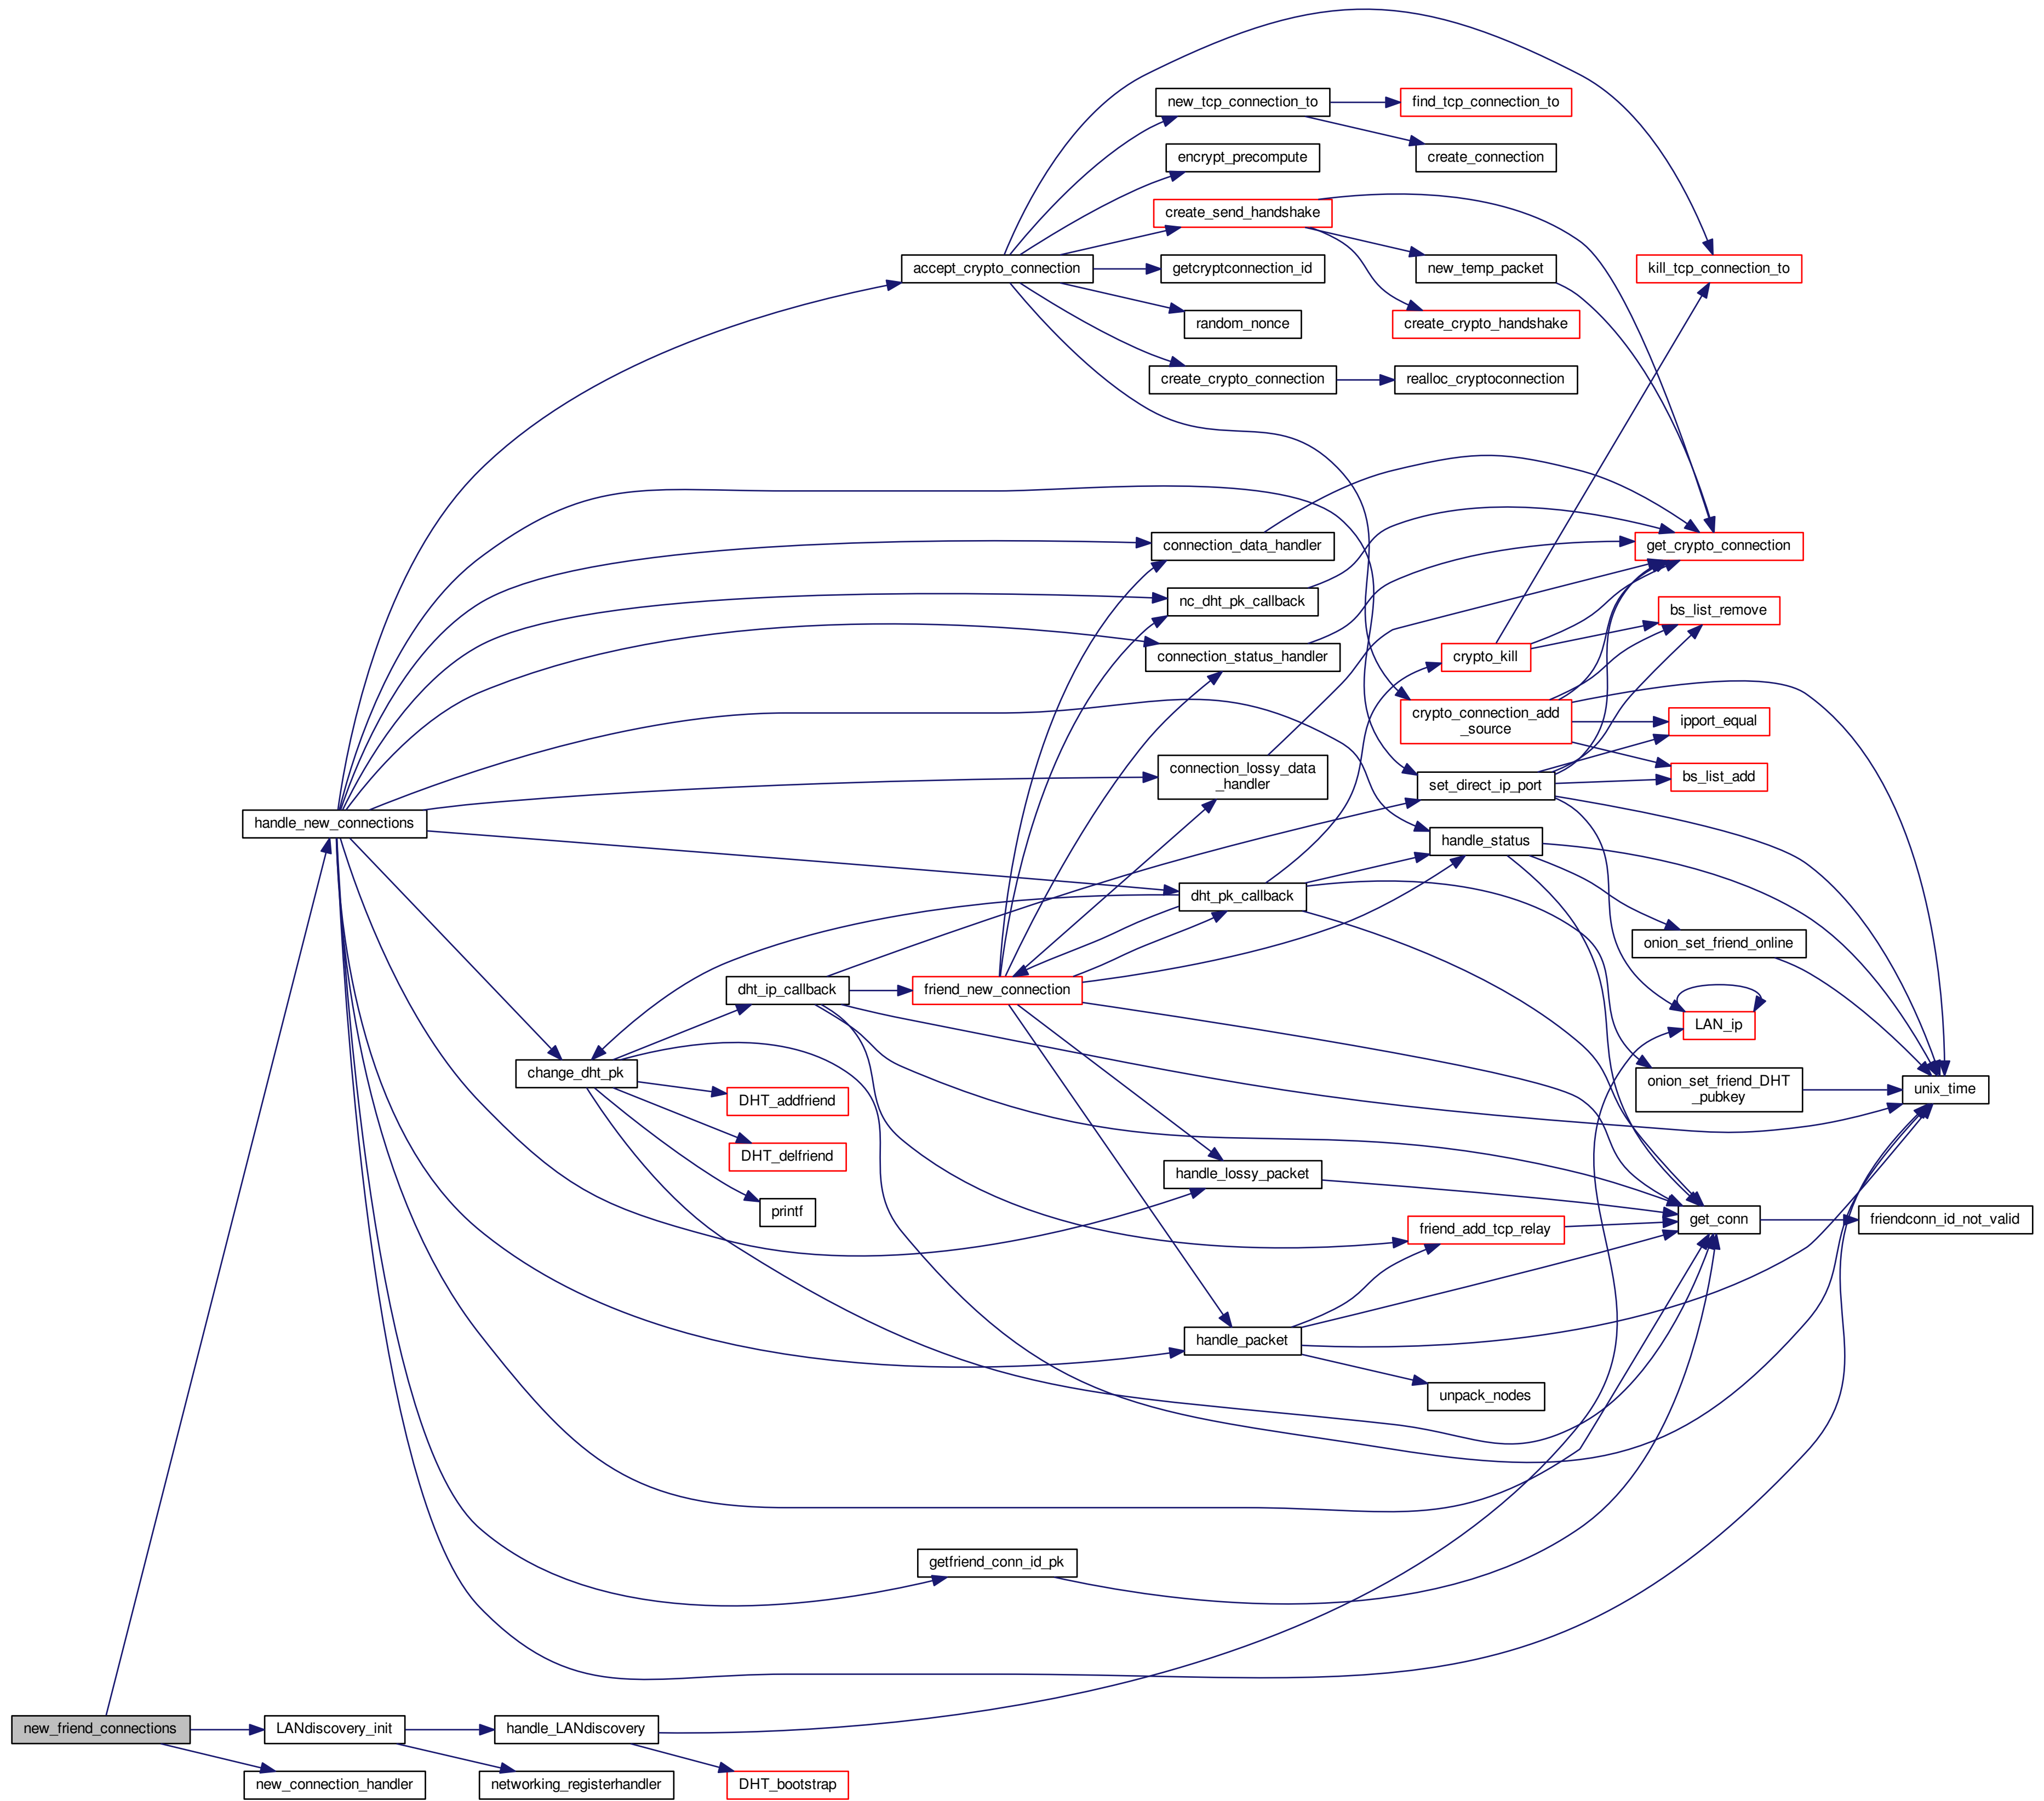 new_tcp_connection_to
find_tcp_connection_to
encrypt_precompute
create_connection
create_send_handshake
accept_crypto_connection
getcryptconnection_id
new_temp_packet
kill_tcp_connection_to
random_nonce
create_crypto_handshake
create_crypto_connection
realloc_cryptoconnection
connection_data_handler
get_crypto_connection
nc_dht_pk_callback
bs_list_remove
connection_status_handler
crypto_kill
crypto_connection_add
_source
ipport_equal
connection_lossy_data
_handler
set_direct_ip_port
bs_list_add
handle_new_connections
handle_status
dht_pk_callback
onion_set_friend_online
dht_ip_callback
friend_new_connection
LAN_ip
change_dht_pk
DHT_addfriend
onion_set_friend_DHT
_pubkey
unix_time
DHT_delfriend
handle_lossy_packet
printf
friend_add_tcp_relay
get_conn
friendconn_id_not_valid
handle_packet
unpack_nodes
getfriend_conn_id_pk
new_friend_connections
LANdiscovery_init
handle_LANdiscovery
new_connection_handler
networking_registerhandler
DHT_bootstrap